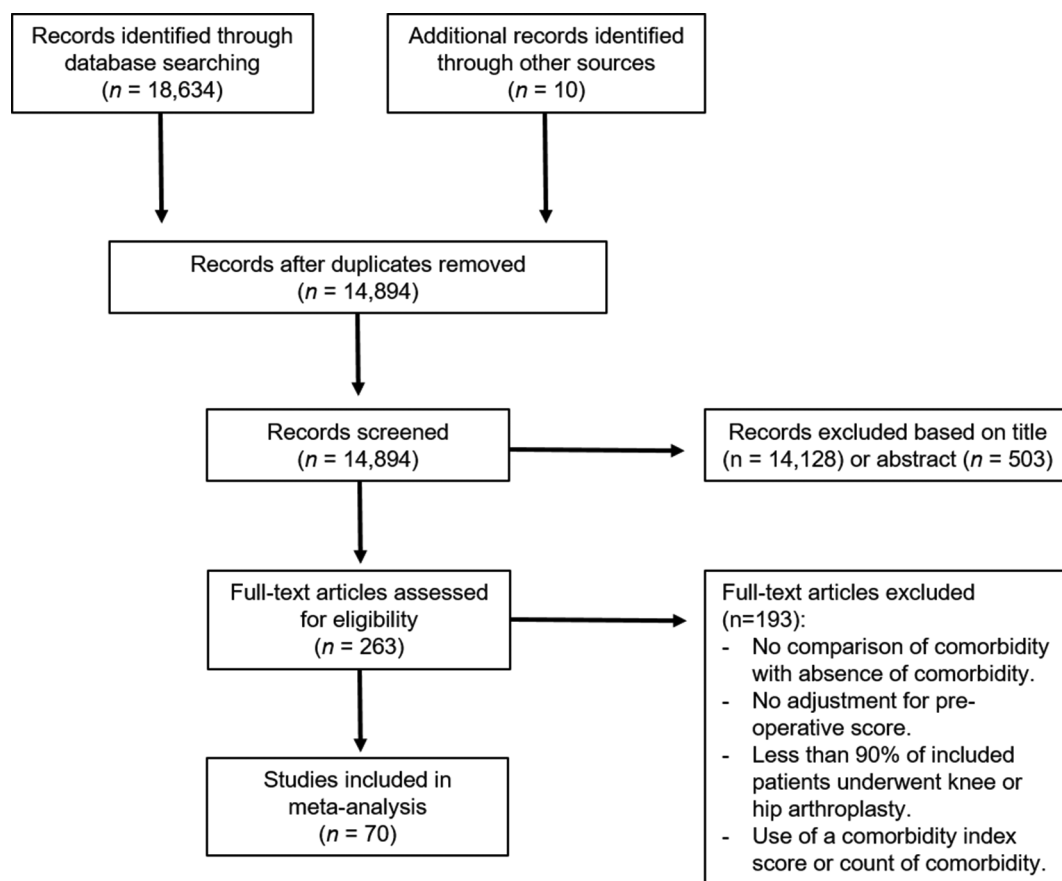 Records identified through
database searching
(n = 18,634)
Additional records identified
through other sources
(n = 10)
Records after duplicates removed
(n = 14,894)
Records screened
(n = 14,894)
Records excluded based on title
(n = 14,128) or abstract (n = 503)
Full-text articles assessed
for eligibility
(n = 263)
Full-text articles excluded
(n=193):
- No comparison of comorbidity
with absence of comorbidity.
- No adjustment for pre-
operative score.
- Less than 90% of included
patients underwent knee or
hip arthroplasty.
- Use of a comorbidity index
score or count of comorbidity.
Studies included in
meta-analysis
(n = 70)